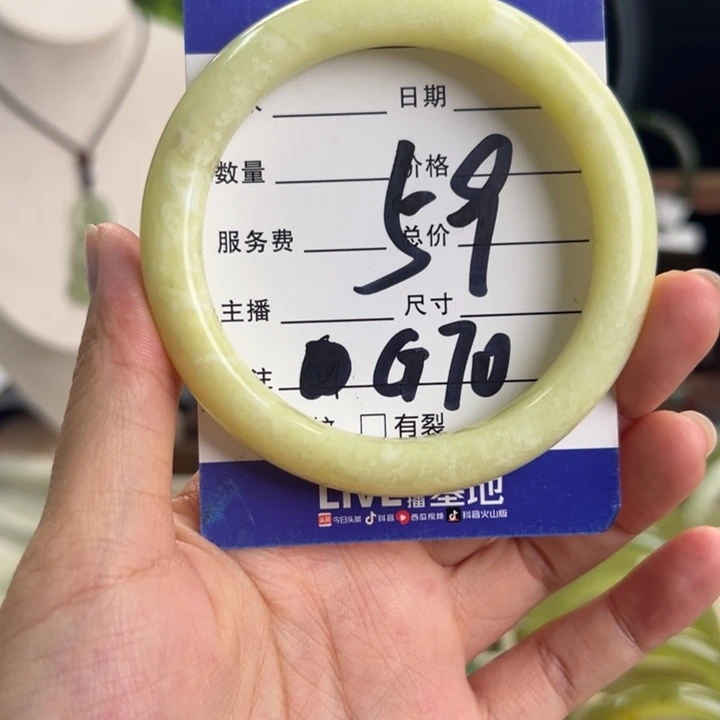 日期
数量 价格
59
服务费 总价
主播 尺寸
G70
□有裂
LIVE 播基地
今日头条 抖音 西瓜视频 抖音火山版